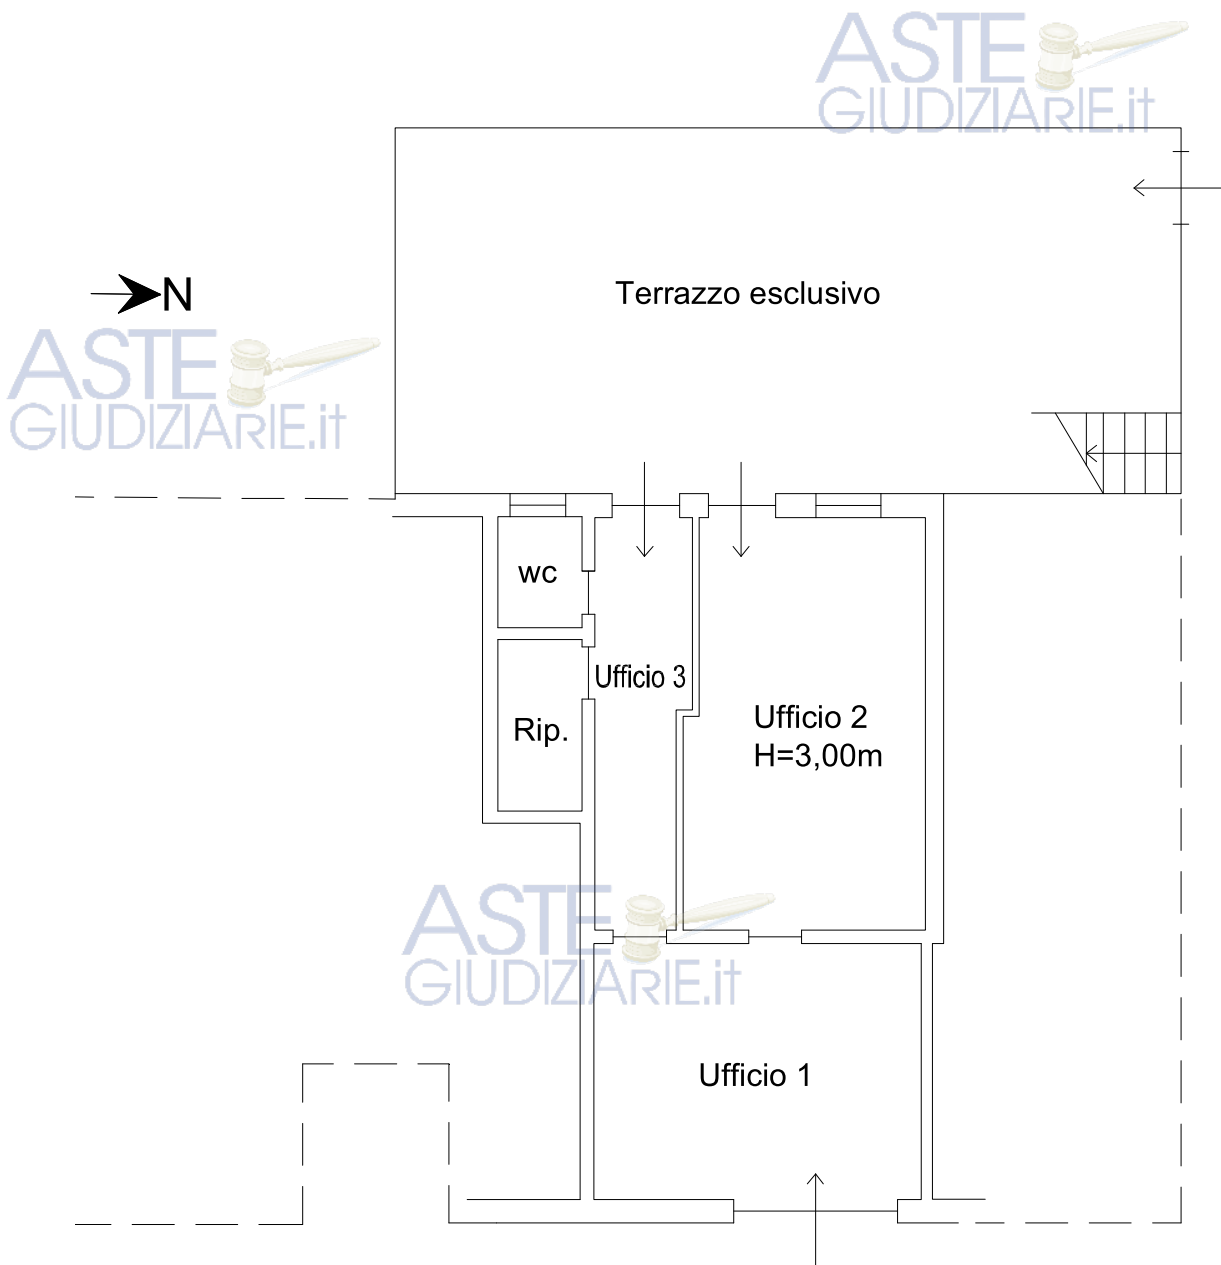 ASTE
GIUDIZIARIE.it
Terrazzo esclusivo
N
ASTE
GIUDIZIARIE.it
wc
Ufficio 3
Rip.
Ufficio 2
H=3,00m
ASTE
GIUDIZIARIE.it
Ufficio 1